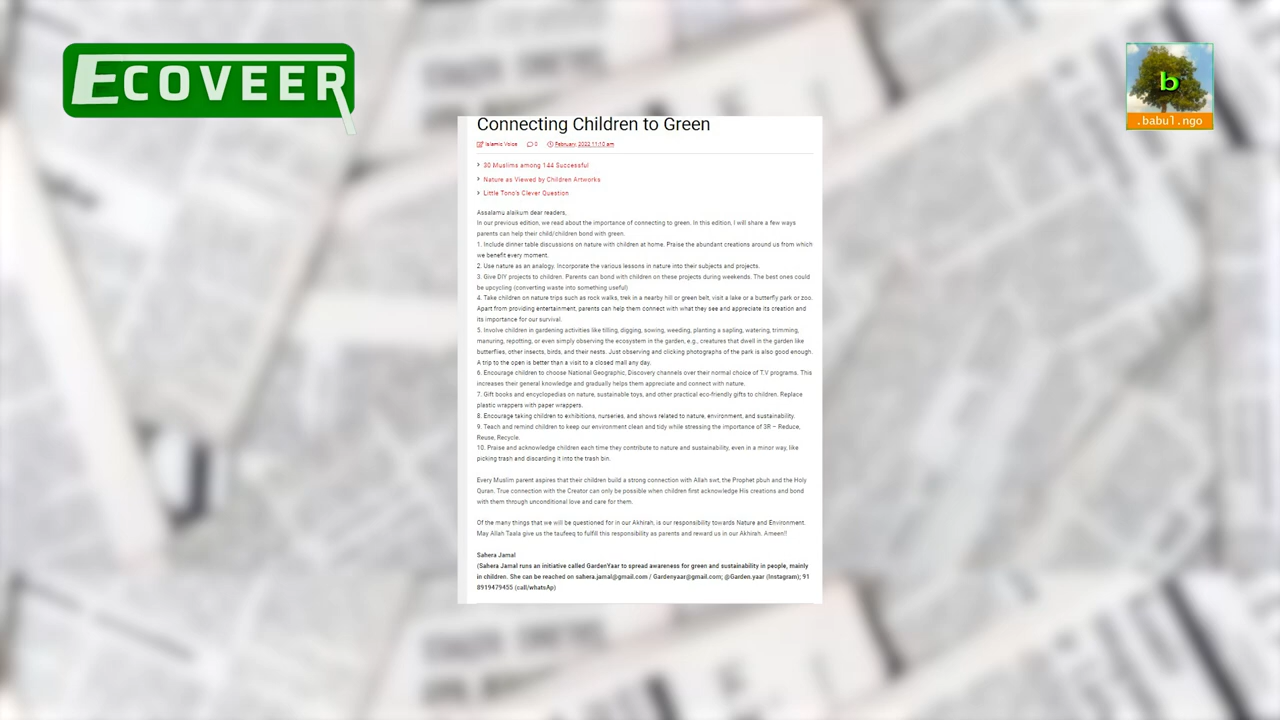 ECOVEER
b
.babul.ngo
Connecting Children to Green
Islamic Voice 0 February, 2022 11:10 am
30 Muslims among 144 Successful
Nature as Viewed by Children Artworks
Little Tono's Clever Question
Assalamu alaikum dear readers,
In our previous edition, we read about the importance of connecting to green. In this edition, I will share a few ways
parents can help their child/children bond with green.
1. Include dinner table discussions on nature with children at home. Praise the abundant creations around us from which
we benefit every moment.
2. Use nature as an analogy. Incorporate the various lessons in nature into their subjects and projects.
3. Give DIY projects to children. Parents can bond with children on these projects during weekends. The best ones could
be upcycling (converting waste into something useful)
4. Take children on nature trips such as rock walks, trek in a nearby hill or green belt, visit a lake or a butterfly park or zoo.
Apart from providing entertainment, parents can help them connect with what they see and appreciate its creation and
its importance for our survival.
5. Involve children in gardening activities like tilling, digging, sowing, weeding, planting a sapling, watering, trimming,
manuring, repotting, or even simply observing the ecosystem in the garden, e.g., creatures that dwell in the garden like
butterflies, other insects, birds, and their nests. Just observing and clicking photographs of the park is also good enough.
A trip to the open is better than a visit to a closed mall any day.
6. Encourage children to choose National Geographic, Discovery channels over their normal choice of T.V programs. This
increases their general knowledge and gradually helps them appreciate and connect with nature.
7. Gift books and encyclopedias on nature, sustainable toys, and other practical eco-friendly gifts to children. Replace
plastic wrappers with paper wrappers.
8. Encourage taking children to exhibitions, nurseries, and shows related to nature, environment, and sustainability.
9. Teach and remind children to keep our environment clean and tidy while stressing the importance of 3R – Reduce,
Reuse, Recycle.
10. Praise and acknowledge children each time they contribute to nature and sustainability, even in a minor way, like
picking trash and discarding it into the trash bin.
Every Muslim parent aspires that their children build a strong connection with Allah swt, the Prophet pbuh and the Holy
Quran. True connection with the Creator can only be possible when children first acknowledge His creations and bond
with them through unconditional love and care for them.
Of the many things that we will be questioned for in our Akhirah, is our responsibility towards Nature and Environment.
May Allah Taala give us the taufeeq to fulfill this responsibility as parents and reward us in our Akhirah. Ameen!!
Sahera Jamal
(Sahera Jamal runs an initiative called GardenYaar to spread awareness for green and sustainability in people, mainly
in children. She can be reached on sahera.jamal@gmail.com / Gardenyaar@gmail.com; @Garden.yaar (Instagram); 91
8919479455 (call/whatsAp)